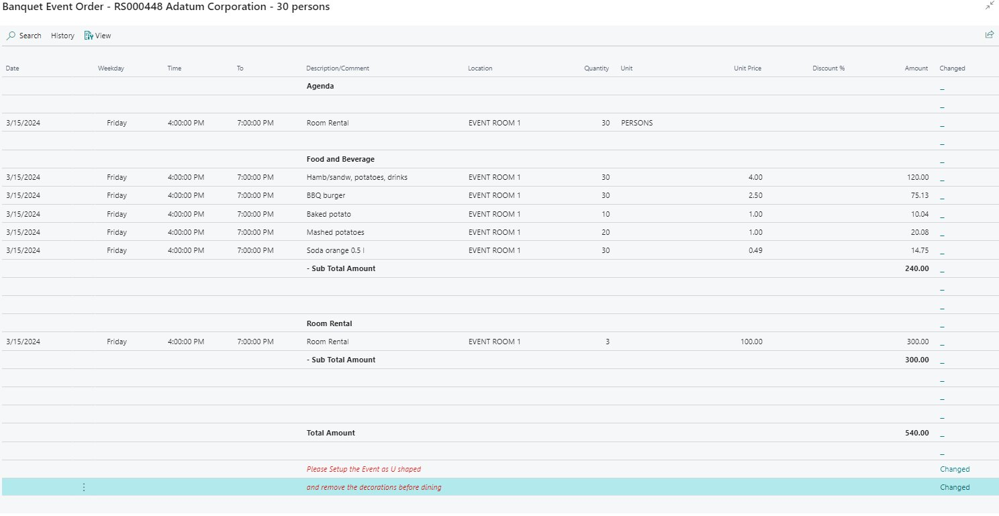 Banquet Event Order - RS000448 Adatum Corporation - 30 persons
Search History View
Date Weekday Time To Description/Comment Location Quantity Unit Unit Price Discount % Amount Changed
Agenda _
_
3/15/2024 Friday 4:00:00 PM 7:00:00 PM Room Rental EVENT ROOM 1 30 PERSONS _
_
Food and Beverage _
3/15/2024 Friday 4:00:00 PM 7:00:00 PM Hamb/sandw, potatoes, drinks EVENT ROOM 1 30 4.00 120.00 _
3/15/2024 Friday 4:00:00 PM 7:00:00 PM BBQ burger EVENT ROOM 1 30 2.50 75.13 _
3/15/2024 Friday 4:00:00 PM 7:00:00 PM Baked potato EVENT ROOM 1 10 1.00 10.04 _
3/15/2024 Friday 4:00:00 PM 7:00:00 PM Mashed potatoes EVENT ROOM 1 20 1.00 20.08 _
3/15/2024 Friday 4:00:00 PM 7:00:00 PM Soda orange 0.5 l EVENT ROOM 1 30 0.49 14.75 _
- Sub Total Amount 240.00 _
_
_
Room Rental _
3/15/2024 Friday 4:00:00 PM 7:00:00 PM Room Rental EVENT ROOM 1 3 100.00 300.00 _
- Sub Total Amount 300.00 _
_
_
_
Total Amount 540.00 _
_
Please Setup the Event as U shaped Changed
and remove the decorations before dining Changed